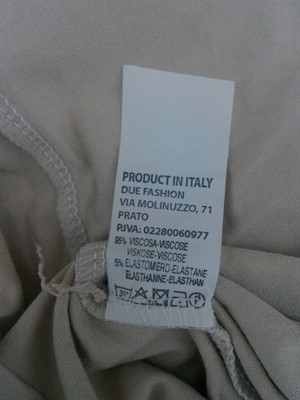 PRODUCT IN ITALY
DUE FASHION
VIA MOLINUZZO, 71
PRATO
P.IVA: 02280060977
95% VISCOSA-VISCOSE
VISKOSE-VISCOSE
5% ELASTOMIERO-ELASTANE
ELASTHANNE-ELASTHAN